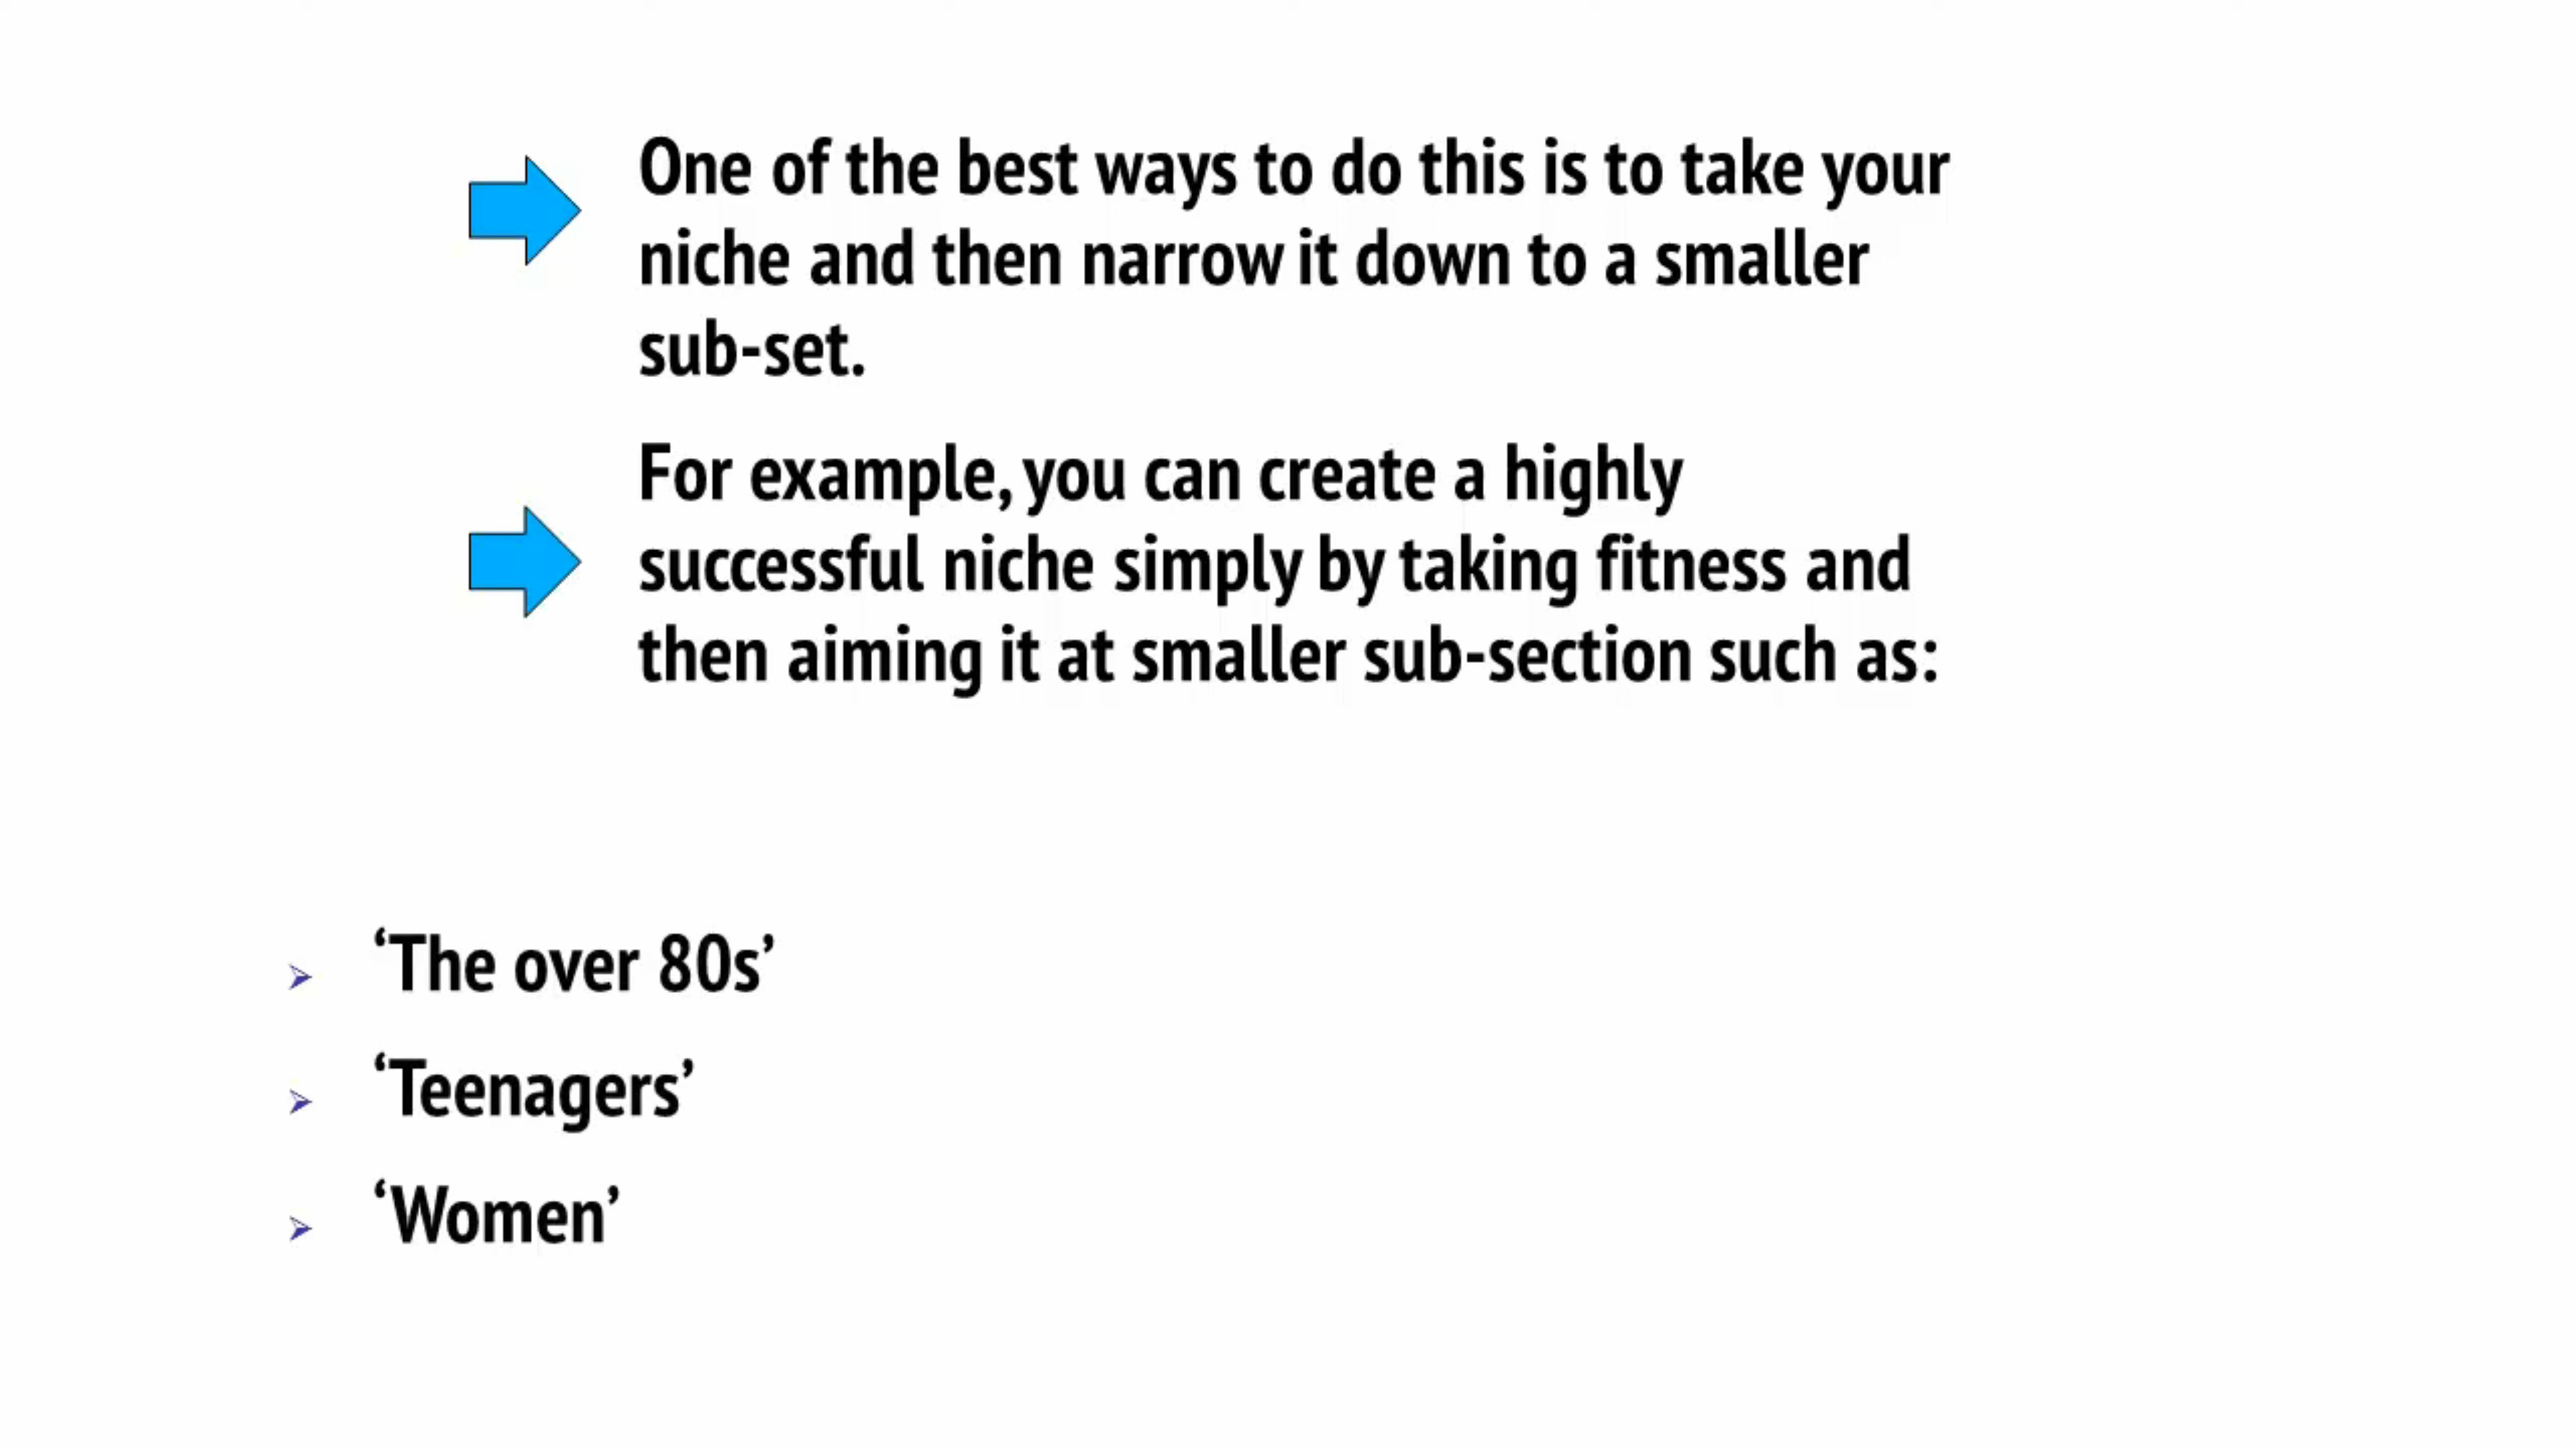 One of the best ways to do this is to take your
niche and then narrow it down to a smaller
sub-set.
For example, you can create a highly
successful niche simply by taking fitness and
then aiming it at smaller sub-section such as:
‘The over 80s’
‘Teenagers’
‘Women’